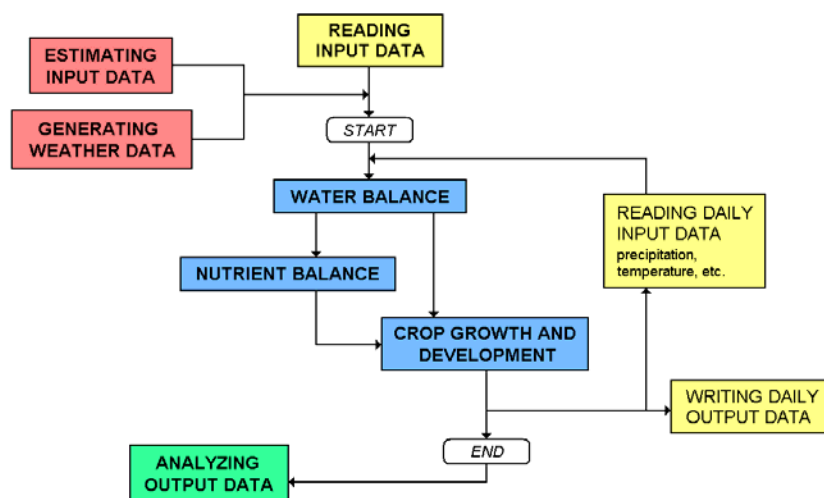 READING
INPUT DATA
ESTIMATING
INPUT DATA
GENERATING
WEATHER DATA
START
WATER BALANCE
READING DAILY
INPUT DATA
precipitation,
temperature, etc.
NUTRIENT BALANCE
CROP GROWTH AND
DEVELOPMENT
WRITING DAILY
OUTPUT DATA
END
ANALYZING
OUTPUT DATA